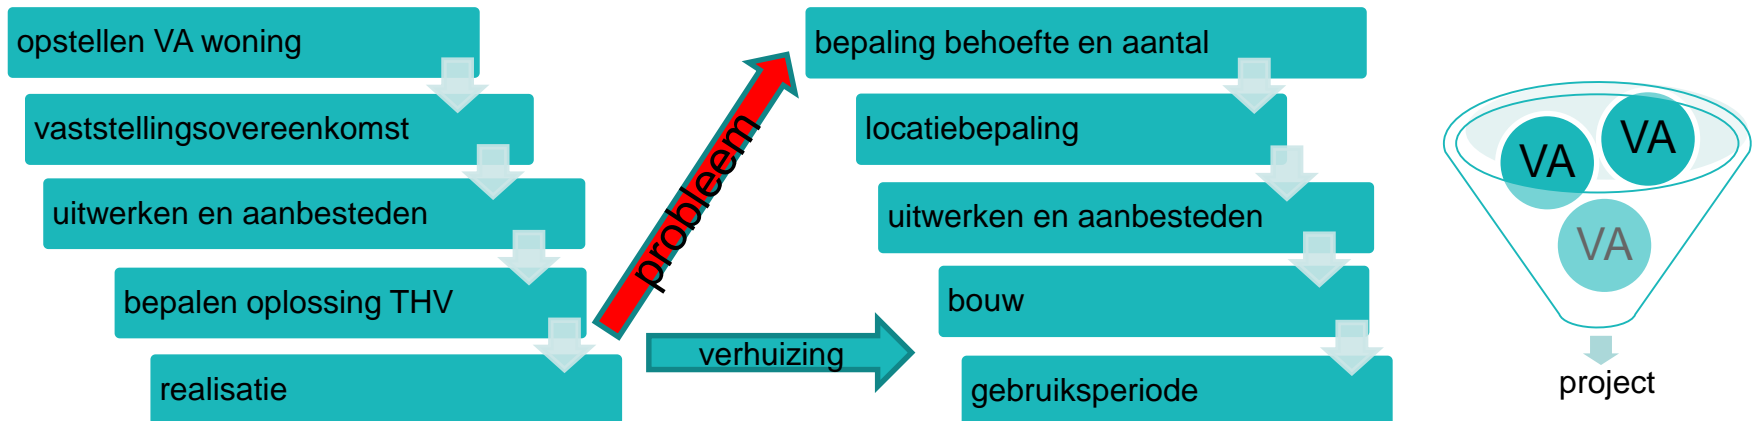 opstellen VA woning
vaststellingsovereenkomst
uitwerken en aanbesteden
bepalen oplossing THV
realisatie
probleem
verhuizing
bepaling behoefte en aantal
locatiebepaling
uitwerken en aanbesteden
bouw
gebruiksperiode
VA
VA
VA
project